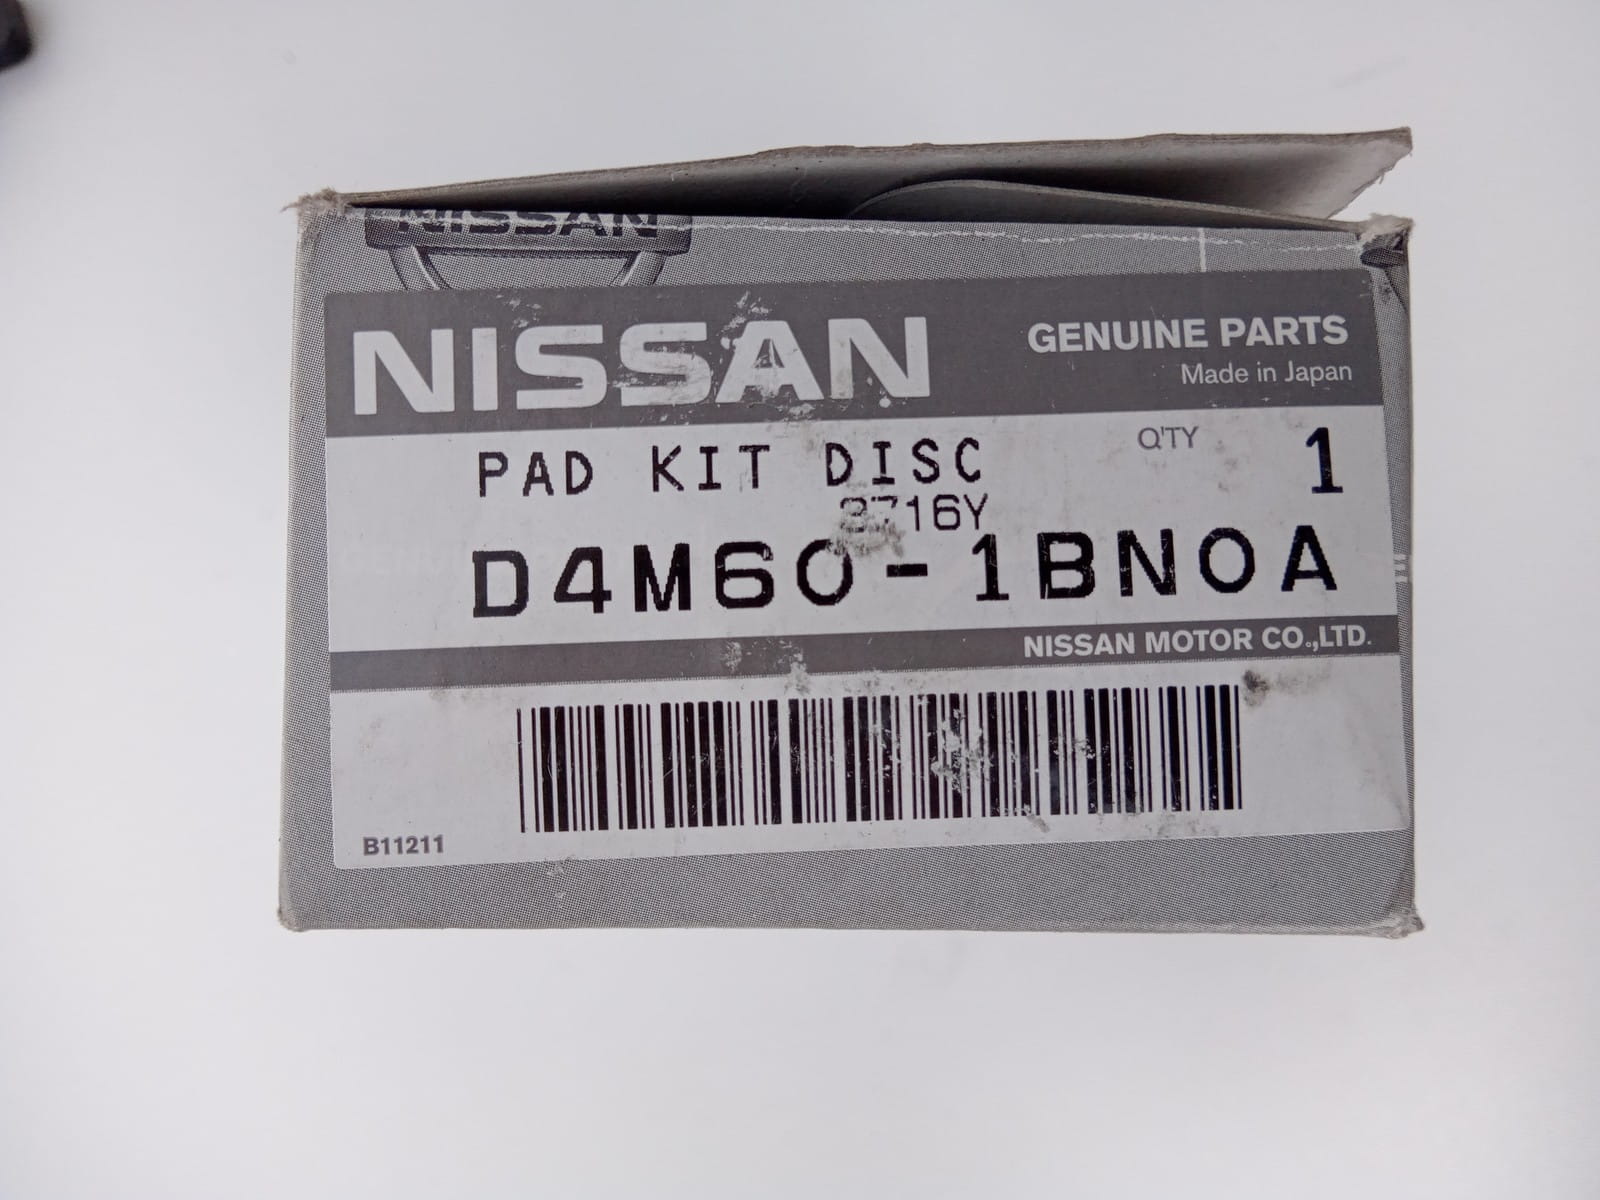 NISSAN
NISSAN
GENUINE PARTS
Made in Japan
PAD KIT DISC
Q'TY 1
D4M60-1BN0A
NISSAN MOTOR CO.,LTD.
B11211